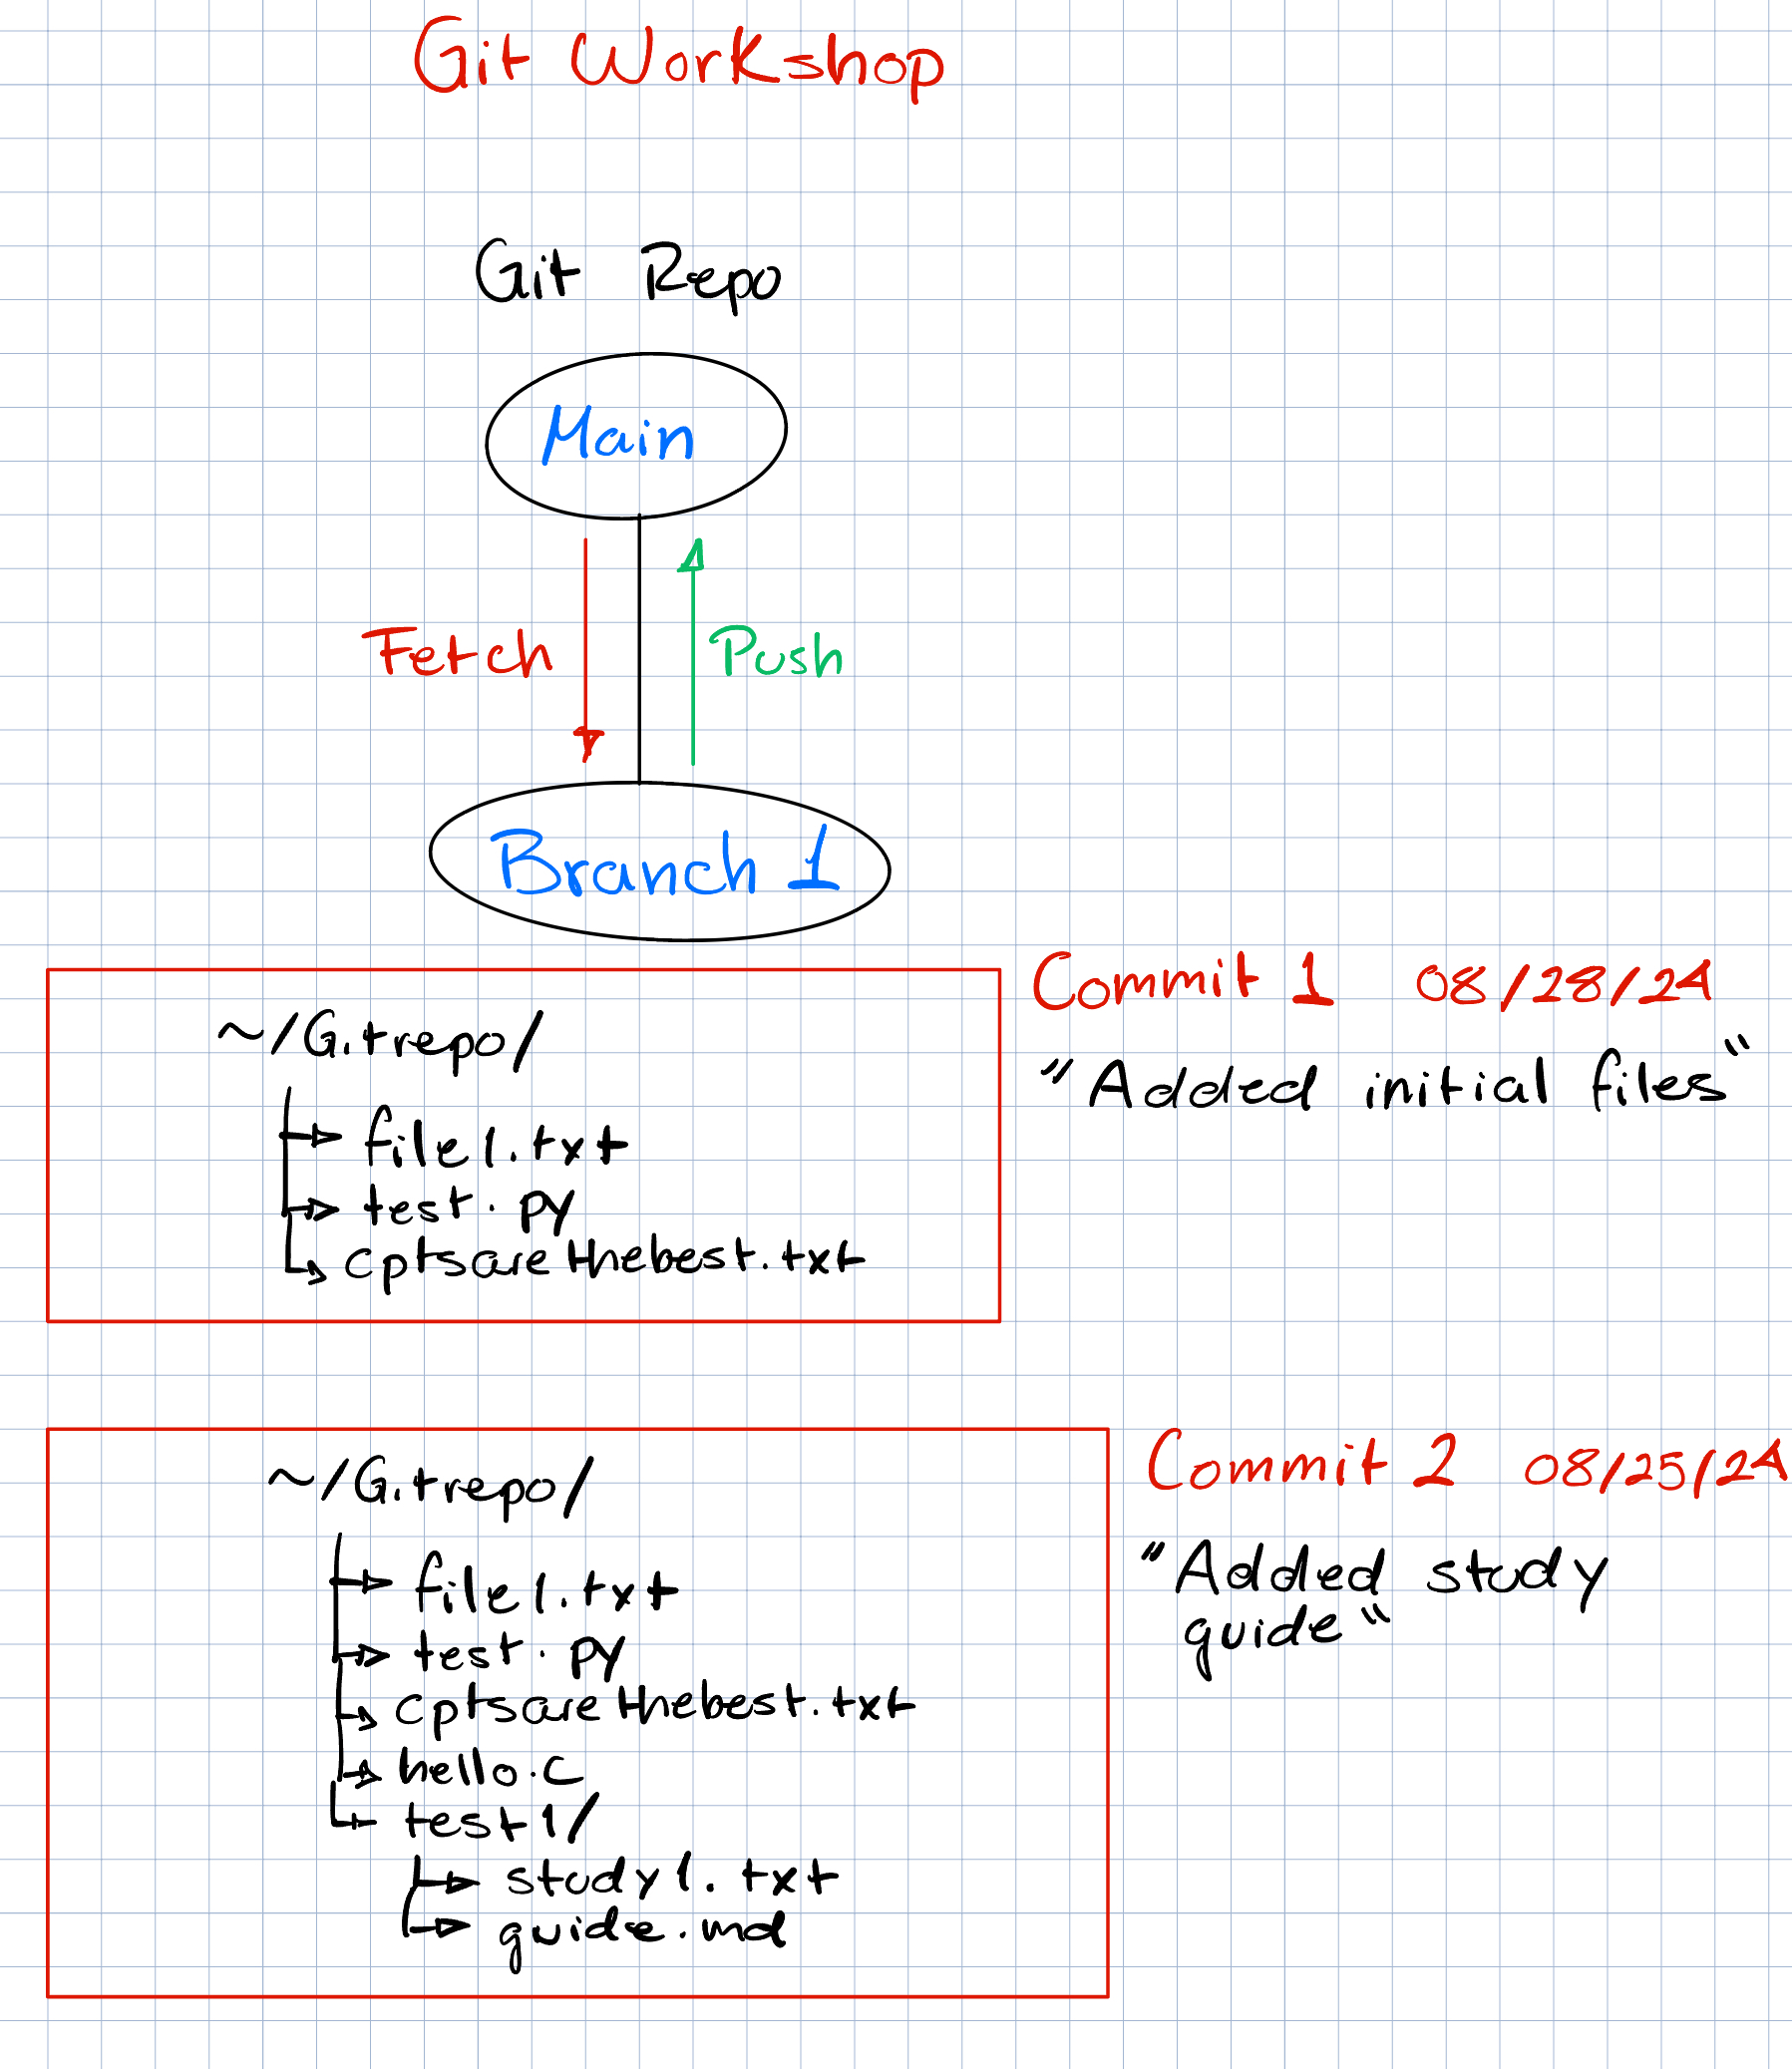 Git Workshop
Git Repo
Main
Fetch
Push
Branch 1
Commit 1 08/28/24
"Added initial files"
~/Gitrepo/
file1.txt
test.py
cptsarethebest.txt
Commit 2 08/25/24
"Added study
guide"
~/Gitrepo/
file1.txt
test.py
cptsarethebest.txt
hello.c
test1/
study1.txt
guide.md